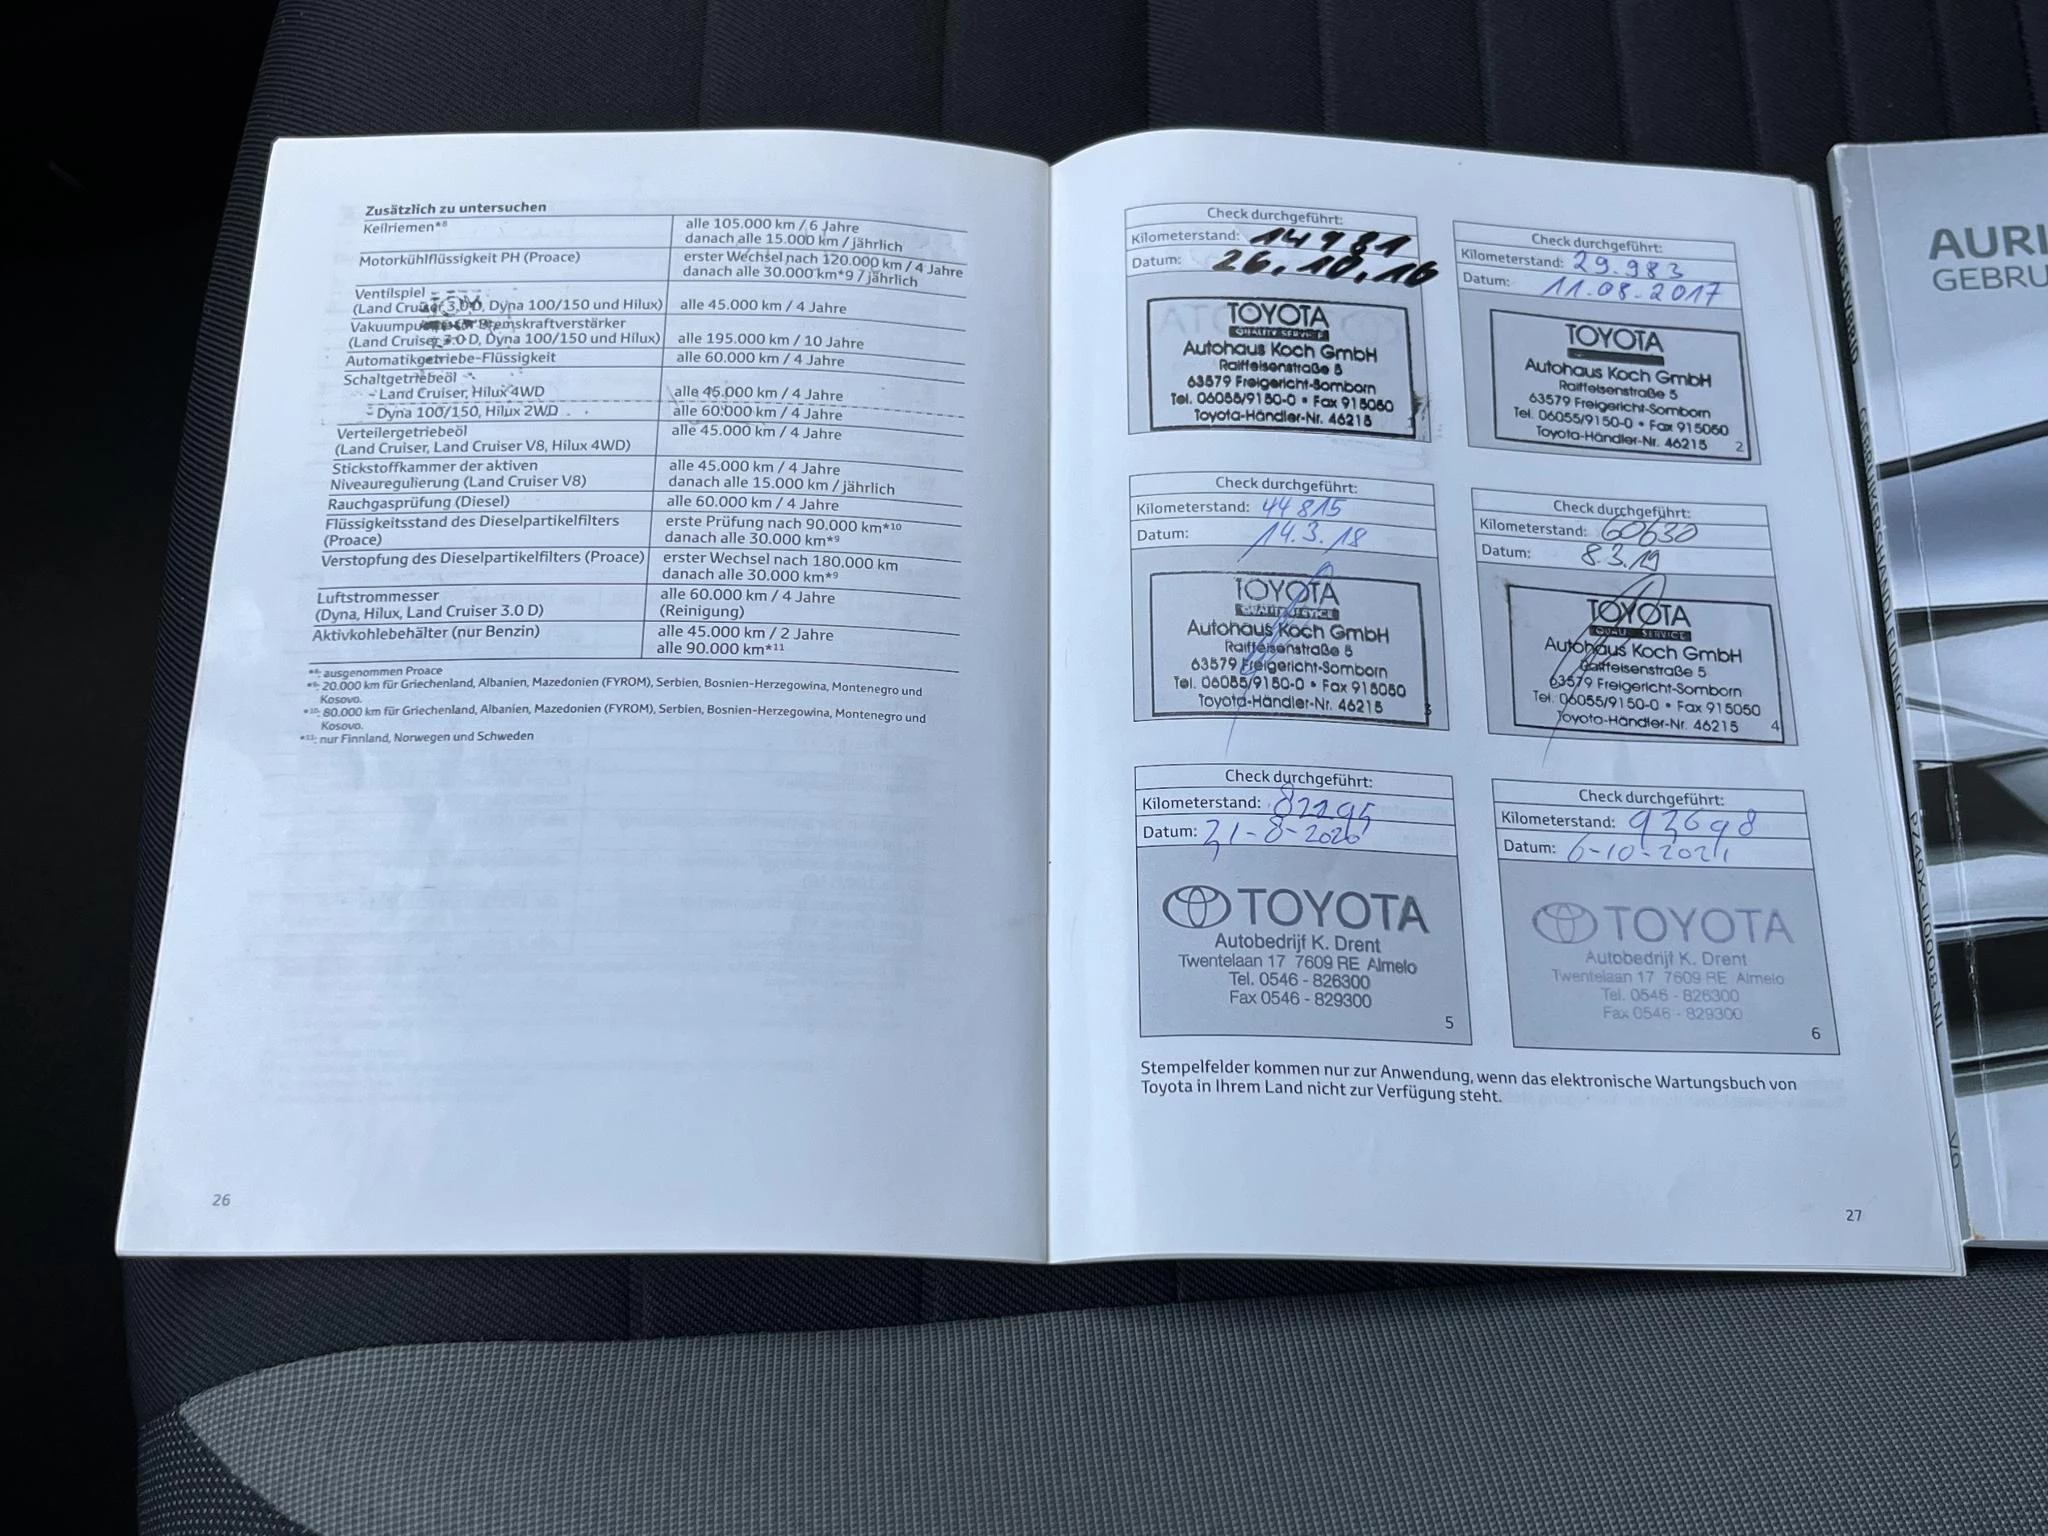 Zusätzlich zu untersuchen
Keilriemen*8 alle 105.000 km / 6 Jahre
danach alle 15.000 km / jährlich
Motorkühlflüssigkeit PH (Proace) erster Wechsel nach 120.000 km / 4 Jahre
danach alle 30.000 km*9 / jährlich
Ventilspiel
(Land Cruiser 3.0 D, Dyna 100/150 und Hilux) alle 45.000 km / 4 Jahre
Bremskraftverstärker
(Land Cruiser 3.0 D, Dyna 100/150 und Hilux) alle 195.000 km / 10 Jahre
Automatikgetriebe-Flüssigkeit alle 60.000 km / 4 Jahre
Schaltgetriebeöl
- Land Cruiser, Hilux 4WD alle 45.000 km / 4 Jahre
- Dyna 100/150, Hilux 2WD alle 60.000 km / 4 Jahre
Verteilergetriebeöl alle 45.000 km / 4 Jahre
(Land Cruiser, Land Cruiser V8, Hilux 4WD)
Stickstoffkammer der aktiven alle 45.000 km / 4 Jahre
Niveauregulierung (Land Cruiser V8) danach alle 15.000 km / jährlich
Rauchgasprüfung (Diesel) alle 60.000 km / 4 Jahre
Flüssigkeitsstand des Dieselpartikelfilters erste Prüfung nach 90.000 km*10
(Proace) danach alle 30.000 km*9
Verstopfung des Dieselpartikelfilters (Proace) erster Wechsel nach 180.000 km
danach alle 30.000 km*9
Luftstrommesser alle 60.000 km / 4 Jahre
(Dyna, Hilux, Land Cruiser 3.0 D) (Reinigung)
Aktivkohlebehälter (nur Benzin) alle 45.000 km / 2 Jahre
alle 90.000 km*11
*8: ausgenommen Proace
*9: 20.000 km für Griechenland, Albanien, Mazedonien (FYROM), Serbien, Bosnien-Herzegowina, Montenegro und
Kosovo.
*10: 80.000 km für Griechenland, Albanien, Mazedonien (FYROM), Serbien, Bosnien-Herzegowina, Montenegro und
Kosovo.
*11: nur Finnland, Norwegen und Schweden
26
Check durchgeführt:
Kilometerstand: 14981
Datum: 26.10.16
TOYOTA
QUALITY SERVICE
Autohaus Koch GmbH
Raiffeisenstraße 5
63579 Freigericht-Somborn
Tel. 06055/9150-0 • Fax 915050
Toyota-Händler-Nr. 46215
Check durchgeführt:
Kilometerstand: 29.983
Datum: 11.08.2017
TOYOTA
Autohaus Koch GmbH
Raiffeisenstraße 5
63579 Freigericht-Somborn
Tel. 06055/9150-0 • Fax 915050
Toyota-Händler-Nr. 46215
2
Check durchgeführt:
Kilometerstand: 44815
Datum: 14.3.18
TOYOTA
QUALITY SERVICE
Autohaus Koch GmbH
Raiffeisenstraße 5
63579 Freigericht-Somborn
Tel. 06055/9150-0 • Fax 915050
Toyota-Händler-Nr. 46215
3
Check durchgeführt:
Kilometerstand: 60630
Datum: 8.3.19
TOYOTA
SERVICE
Autohaus Koch GmbH
Raiffeisenstraße 5
63579 Freigericht-Somborn
Tel. 06055/9150-0 • Fax 915050
Toyota-Händler-Nr. 46215
4
Check durchgeführt:
Kilometerstand: 82295
Datum: 31-8-2020
TOYOTA
Autobedrijf K. Drent
Twentelaan 17 7609 RE Almelo
Tel. 0546 - 826300
Fax 0546 - 829300
5
Check durchgeführt:
Kilometerstand: 93698
Datum: 6-10-2021
TOYOTA
Autobedrijf K. Drent
Twentelaan 17 7609 RE Almelo
Tel. 0546 - 826300
Fax 0546 - 829300
6
Stempelfelder kommen nur zur Anwendung, wenn das elektronische Wartungsbuch von
Toyota in Ihrem Land nicht zur Verfügung steht.
27
AURI
GEBRU
GEBRUIKERSHANDLEIDING